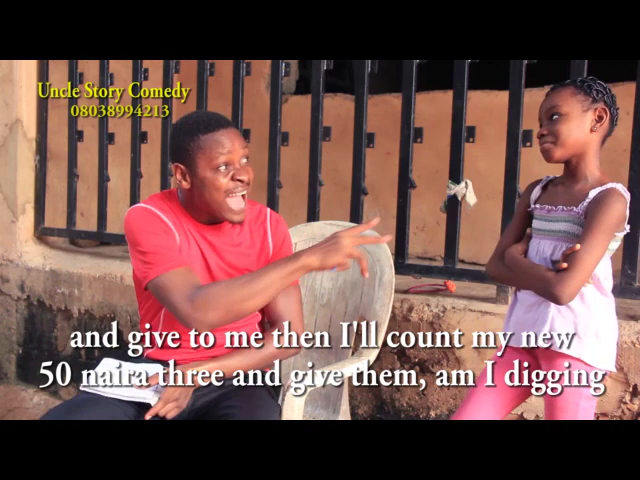 Uncle Story Comedy
08038994213
and give to me then I'll count my new
50 naira three and give them, am I digging